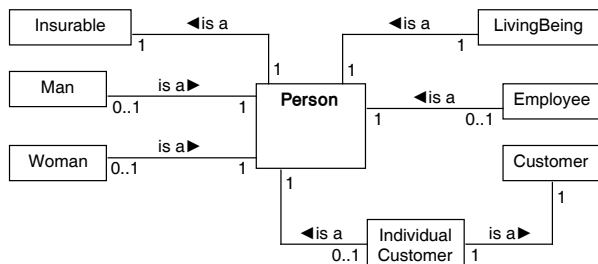 Insurable
◄is a
1
1
◄is a
1
1
LivingBeing
Man
is a►
0..1
1
Person
◄is a
1
0..1
Employee
Woman
is a►
0..1
1
Customer
1
1
◄is a
0..1
Individual
Customer
is a►
1